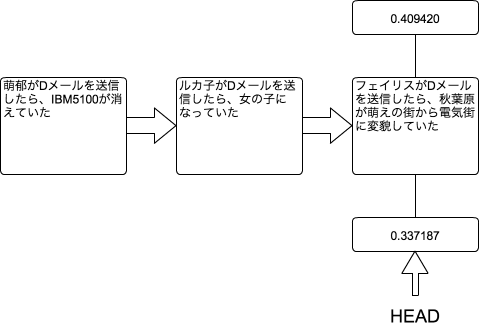 0.409420
萌郁がDメールを送信
したら、IBM5100が消
えていた
ルカ子がDメールを送
信したら、女の子に
なっていた
フェイリスがDメール
を送信したら、秋葉原
が萌えの街から電気街
に変貌していた
0.337187
HEAD